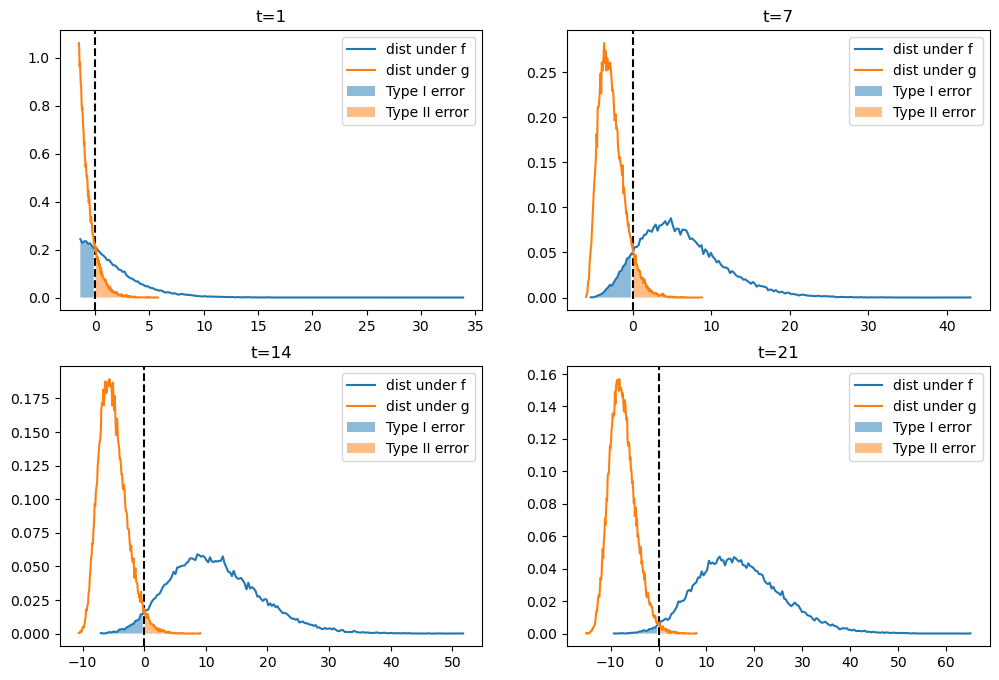 t=1
1.0
0.8
0.6
0.4
0.2
0.0
0
5
10
15
20
25
30
35
dist under f
dist under g
Type I error
Type II error
t=7
0.25
0.20
0.15
0.10
0.05
0.00
0
10
20
30
40
dist under f
dist under g
Type I error
Type II error
t=14
0.175
0.150
0.125
0.100
0.075
0.050
0.025
0.000
−10
0
10
20
30
40
50
dist under f
dist under g
Type I error
Type II error
t=21
0.16
0.14
0.12
0.10
0.08
0.06
0.04
0.02
0.00
−10
0
10
20
30
40
50
60
dist under f
dist under g
Type I error
Type II error